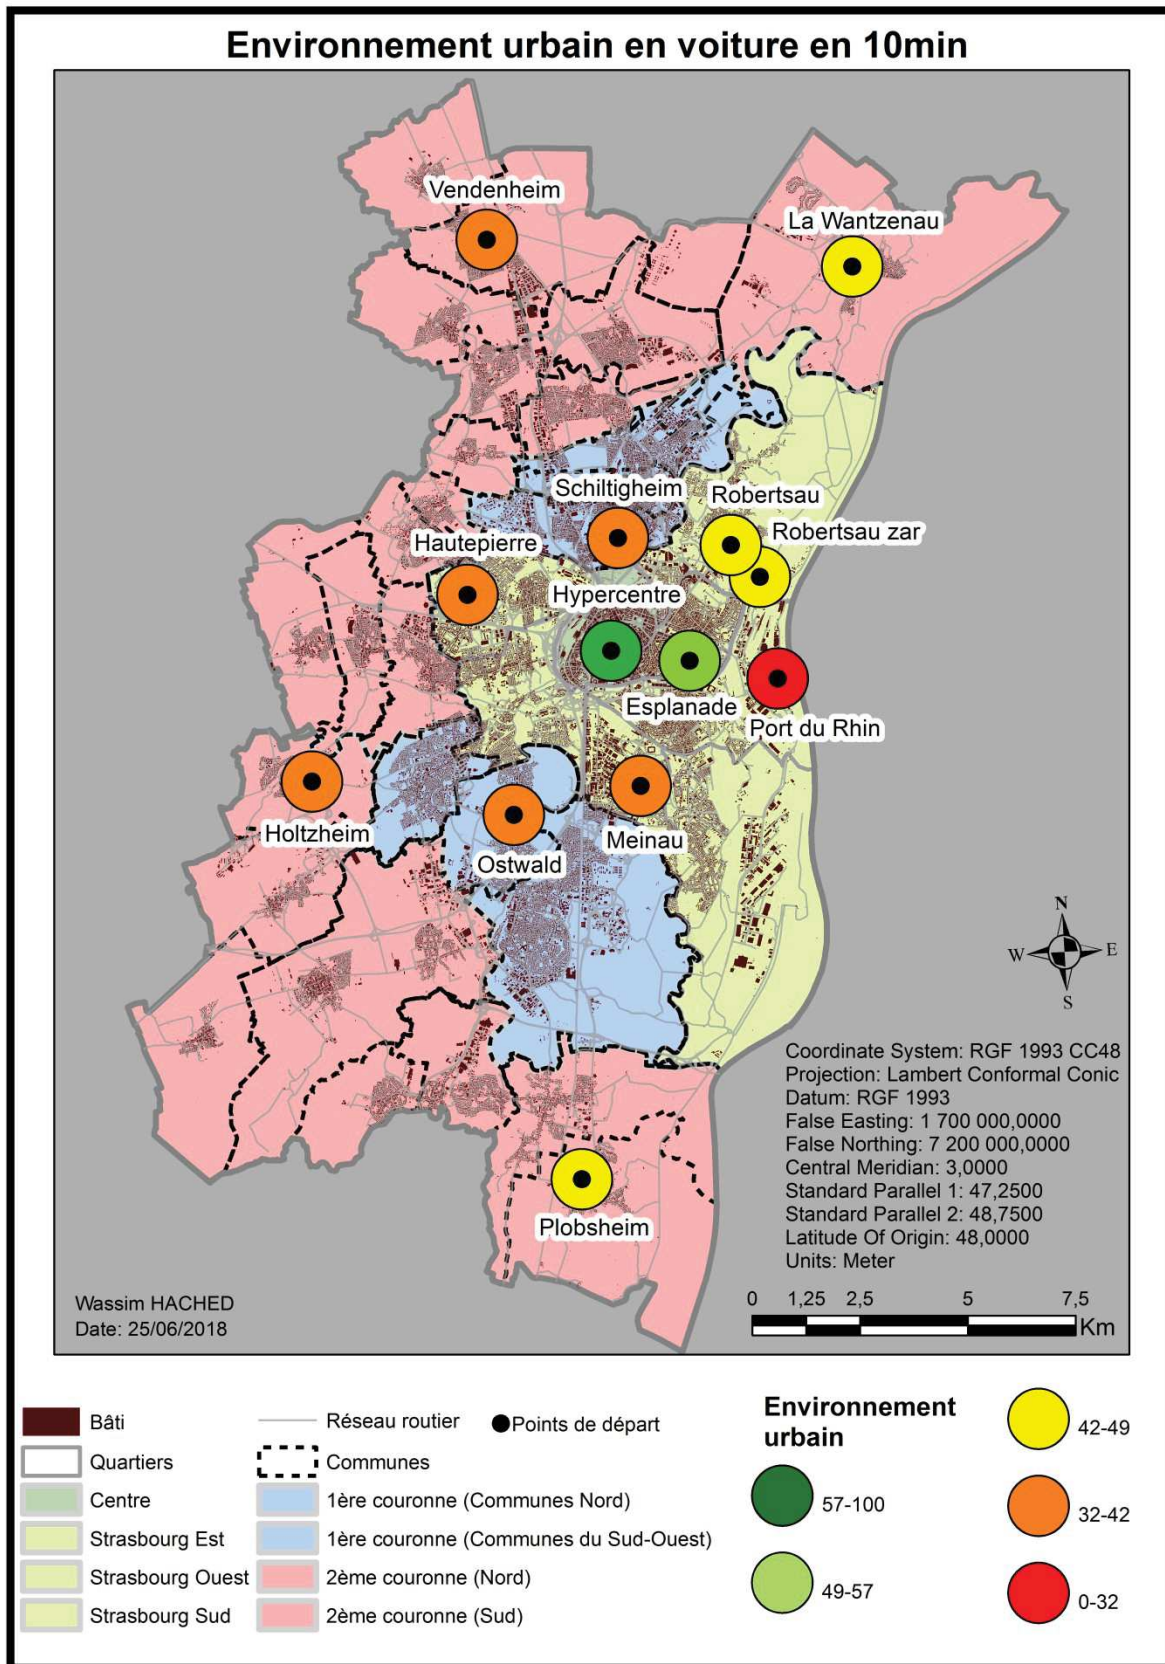 Environnement urbain en voiture en 10min
Vendenheim
La Wantzenau
Schiltigheim
Robertsau
Hautepierre
Robertsau zar
Hypercentre
Esplanade
Port du Rhin
Holtzheim
Meinau
Ostwald
N
W
E
S
Coordinate System: RGF 1993 CC48
Projection: Lambert Conformal Conic
Datum: RGF 1993
False Easting: 1 700 000,0000
False Northing: 7 200 000,0000
Central Meridian: 3,0000
Standard Parallel 1: 47,2500
Standard Parallel 2: 48,7500
Latitude Of Origin: 48,0000
Units: Meter
Plobsheim
Wassim HACHED
Date: 25/06/2018
0 1,25 2,5 5 7,5
Km
Bâti
Quartiers
Centre
Strasbourg Est
Strasbourg Ouest
Strasbourg Sud
Réseau routier
Points de départ
Communes
1ère couronne (Communes Nord)
1ère couronne (Communes du Sud-Ouest)
2ème couronne (Nord)
2ème couronne (Sud)
Environnement
urbain
57-100
49-57
42-49
32-42
0-32